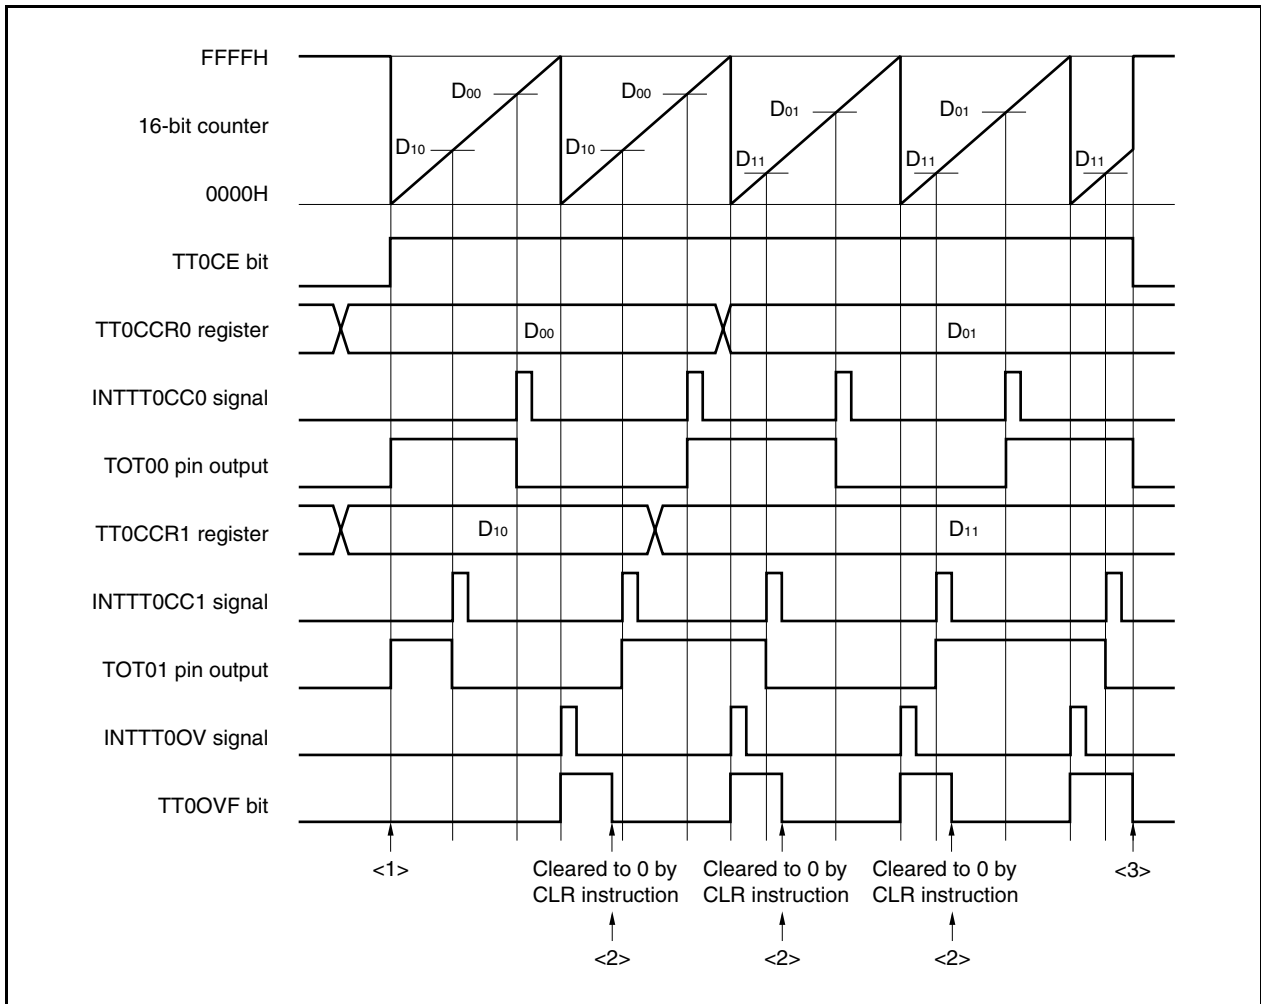 FFFFH
D00
D00
D01
D01
16-bit counter
D10
D10
D11
D11
D11
0000H
TT0CE bit
TT0CCR0 register
D00
D01
INTTT0CC0 signal
TOT00 pin output
TT0CCR1 register
D10
D11
INTTT0CC1 signal
TOT01 pin output
INTTT0OV signal
TT0OVF bit
<1>
Cleared to 0 by
CLR instruction
Cleared to 0 by
CLR instruction
Cleared to 0 by
CLR instruction
<3>
<2>
<2>
<2>